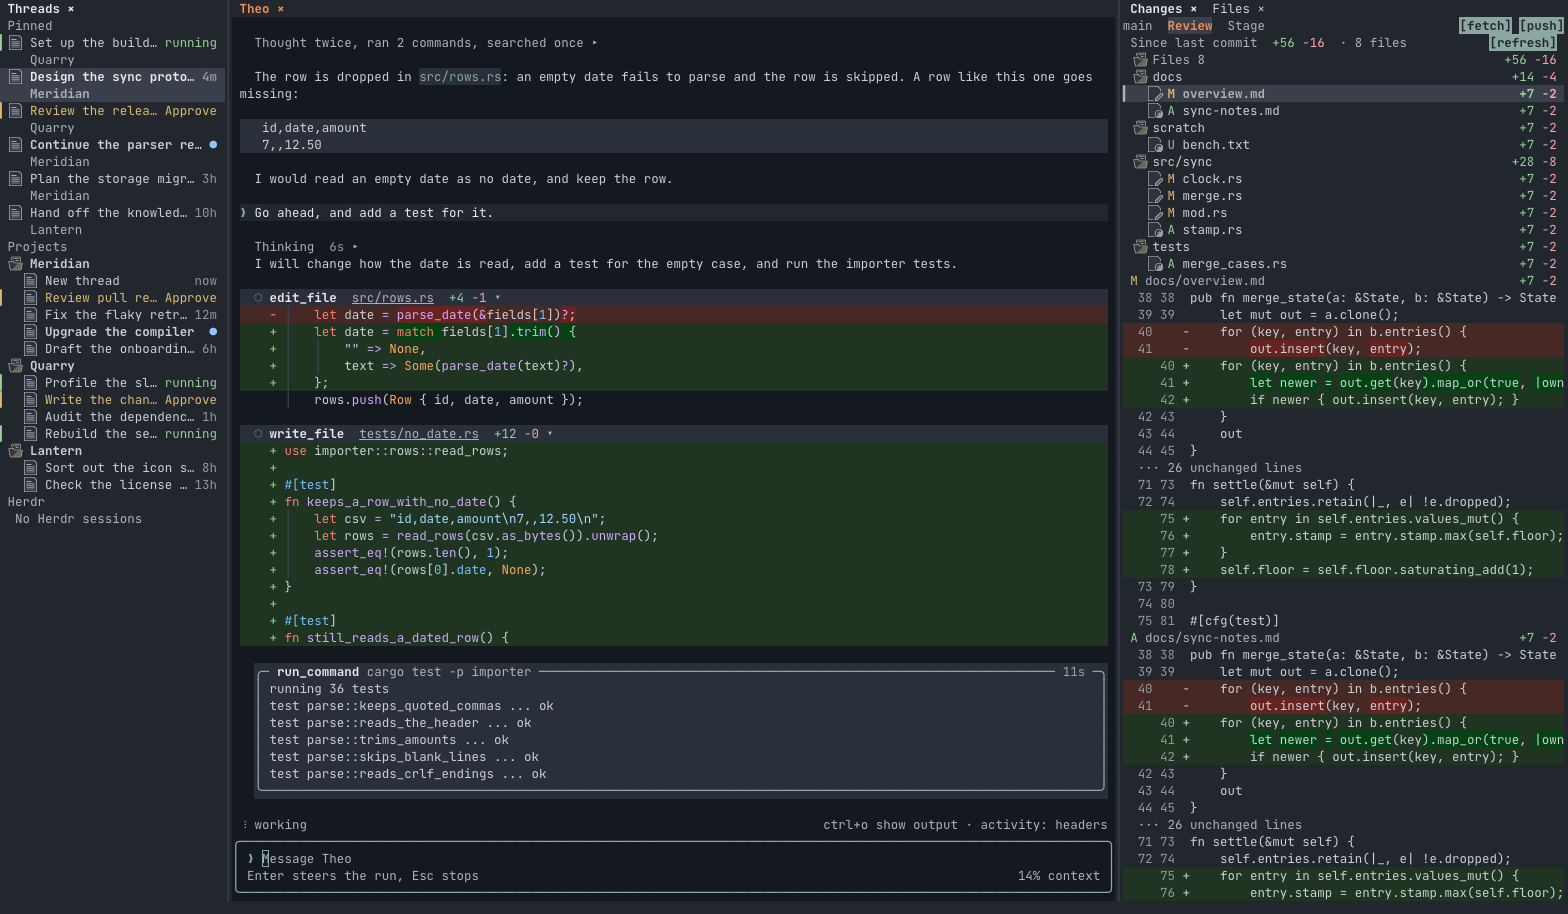 Threads ×
Pinned
Set up the build… running
Quarry
Design the sync proto… 4m
Meridian
Review the relea… Approve
Quarry
Continue the parser re… ●
Meridian
Plan the storage migr… 3h
Meridian
Hand off the knowled… 10h
Lantern
Projects
Meridian
New thread now
Review pull re… Approve
Fix the flaky retr… 12m
Upgrade the compiler ●
Draft the onboardin… 6h
Quarry
Profile the sl… running
Write the chan… Approve
Audit the dependenc… 1h
Rebuild the se… running
Lantern
Sort out the icon s… 8h
Check the license … 13h
Herdr
No Herdr sessions
Theo ×
Thought twice, ran 2 commands, searched once ▸
The row is dropped in src/rows.rs: an empty date fails to parse and the row is skipped. A row like this one goes
missing:
id,date,amount
7,,12.50
I would read an empty date as no date, and keep the row.
❯ Go ahead, and add a test for it.
Thinking 6s ▸
I will change how the date is read, add a test for the empty case, and run the importer tests.
edit_file src/rows.rs +4 -1 ▾
- let date = parse_date(&fields[1])?;
+ let date = match fields[1].trim() {
+ "" => None,
+ text => Some(parse_date(text)?),
+ };
rows.push(Row { id, date, amount });
write_file tests/no_date.rs +12 -0 ▾
+ use importer::rows::read_rows;
+
+ #[test]
+ fn keeps_a_row_with_no_date() {
+ let csv = "id,date,amount\n7,,12.50\n";
+ let rows = read_rows(csv.as_bytes()).unwrap();
+ assert_eq!(rows.len(), 1);
+ assert_eq!(rows[0].date, None);
+ }
+
+ #[test]
+ fn still_reads_a_dated_row() {
run_command cargo test -p importer 11s
running 36 tests
test parse::keeps_quoted_commas ... ok
test parse::reads_the_header ... ok
test parse::trims_amounts ... ok
test parse::skips_blank_lines ... ok
test parse::reads_crlf_endings ... ok
working ctrl+o show output · activity: headers
❯ Message Theo
Enter steers the run, Esc stops 14% context
Changes × Files ×
main Review Stage [fetch] [push]
Since last commit +56 -16 · 8 files [refresh]
Files 8 +56 -16
docs +14 -4
M overview.md +7 -2
A sync-notes.md +7 -2
scratch +7 -2
U bench.txt +7 -2
src/sync +28 -8
M clock.rs +7 -2
M merge.rs +7 -2
M mod.rs +7 -2
A stamp.rs +7 -2
tests +7 -2
A merge_cases.rs +7 -2
M docs/overview.md +7 -2
38 38 pub fn merge_state(a: &State, b: &State) -> State
39 39 let mut out = a.clone();
40 - for (key, entry) in b.entries() {
41 - out.insert(key, entry);
40 + for (key, entry) in b.entries() {
41 + let newer = out.get(key).map_or(true, |own
42 + if newer { out.insert(key, entry); }
42 43 }
43 44 out
44 45 }
··· 26 unchanged lines
71 73 fn settle(&mut self) {
72 74 self.entries.retain(|_, e| !e.dropped);
75 + for entry in self.entries.values_mut() {
76 + entry.stamp = entry.stamp.max(self.floor);
77 + }
78 + self.floor = self.floor.saturating_add(1);
73 79 }
74 80
75 81 #[cfg(test)]
A docs/sync-notes.md +7 -2
38 38 pub fn merge_state(a: &State, b: &State) -> State
39 39 let mut out = a.clone();
40 - for (key, entry) in b.entries() {
41 - out.insert(key, entry);
40 + for (key, entry) in b.entries() {
41 + let newer = out.get(key).map_or(true, |own
42 + if newer { out.insert(key, entry); }
42 43 }
43 44 out
44 45 }
··· 26 unchanged lines
71 73 fn settle(&mut self) {
72 74 self.entries.retain(|_, e| !e.dropped);
75 + for entry in self.entries.values_mut() {
76 + entry.stamp = entry.stamp.max(self.floor);